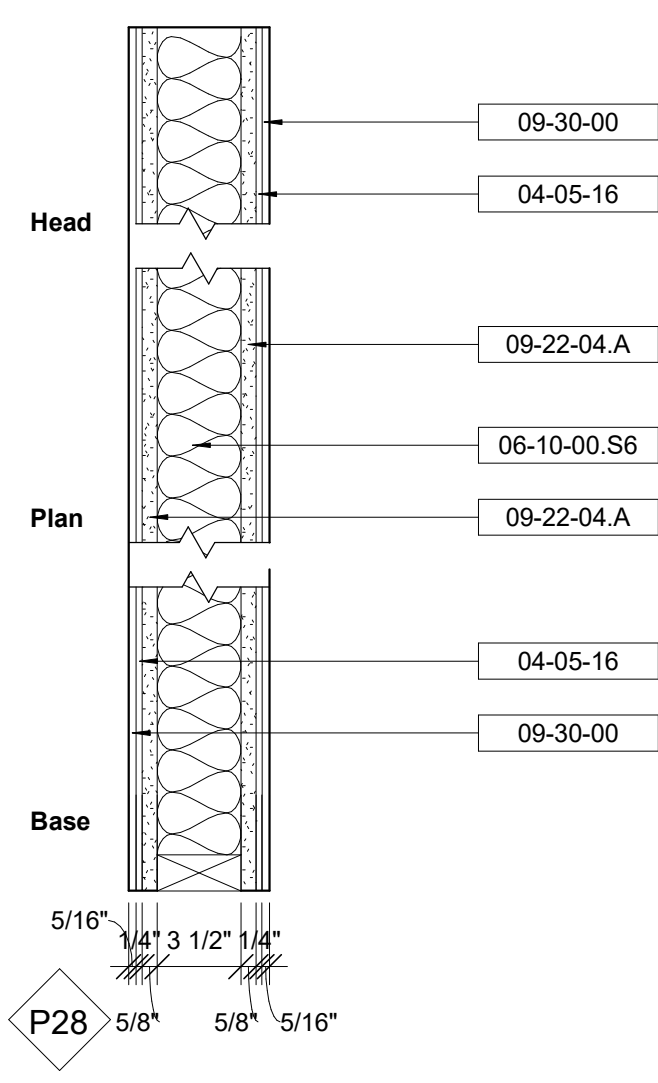 09-30-00
04-05-16
Head
09-22-04.A
06-10-00.S6
Plan
09-22-04.A
04-05-16
09-30-00
Base
5/16"
1/4" 3 1/2" 1/4"
P28 5/8" 5/8" 5/16"